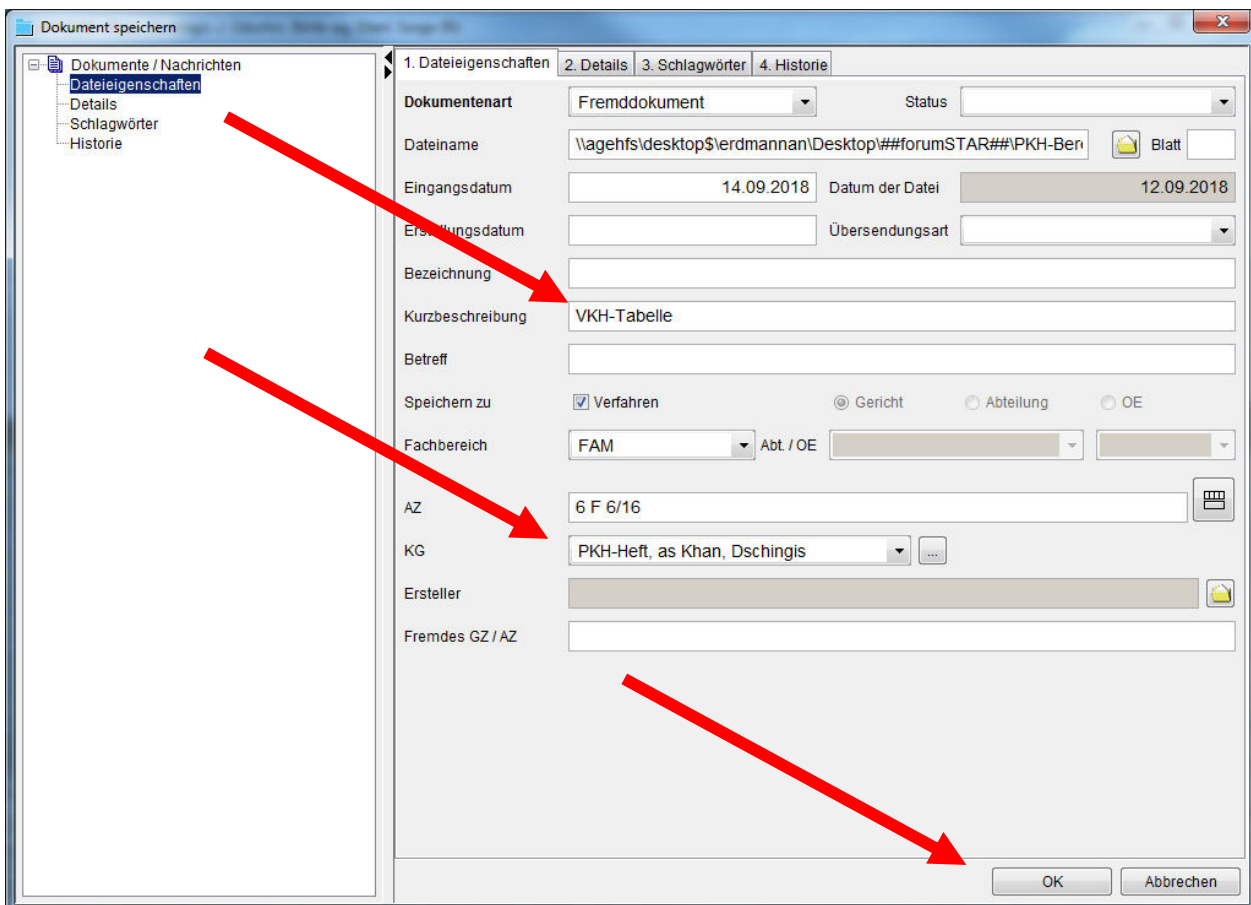 Dokument speichern
Dokumente / Nachrichten
Dateieigenschaften
Details
Schlagwörter
Historie
1. Dateieigenschaften 2. Details 3. Schlagwörter 4. Historie
Dokumentenart Fremddokument Status
Dateiname \\agehfs\desktop$\erdmannan\Desktop\##forumSTAR##\PKH-Ber Blatt
Eingangsdatum 14.09.2018 Datum der Datei 12.09.2018
Erstellungsdatum Übersendungsart
Bezeichnung
Kurzbeschreibung VKH-Tabelle
Betreff
Speichern zu Verfahren Gericht Abteilung OE
Fachbereich FAM Abt. / OE
AZ 6 F 6/16
KG PKH-Heft, as Khan, Dschingis ...
Ersteller
Fremdes GZ / AZ
OK Abbrechen